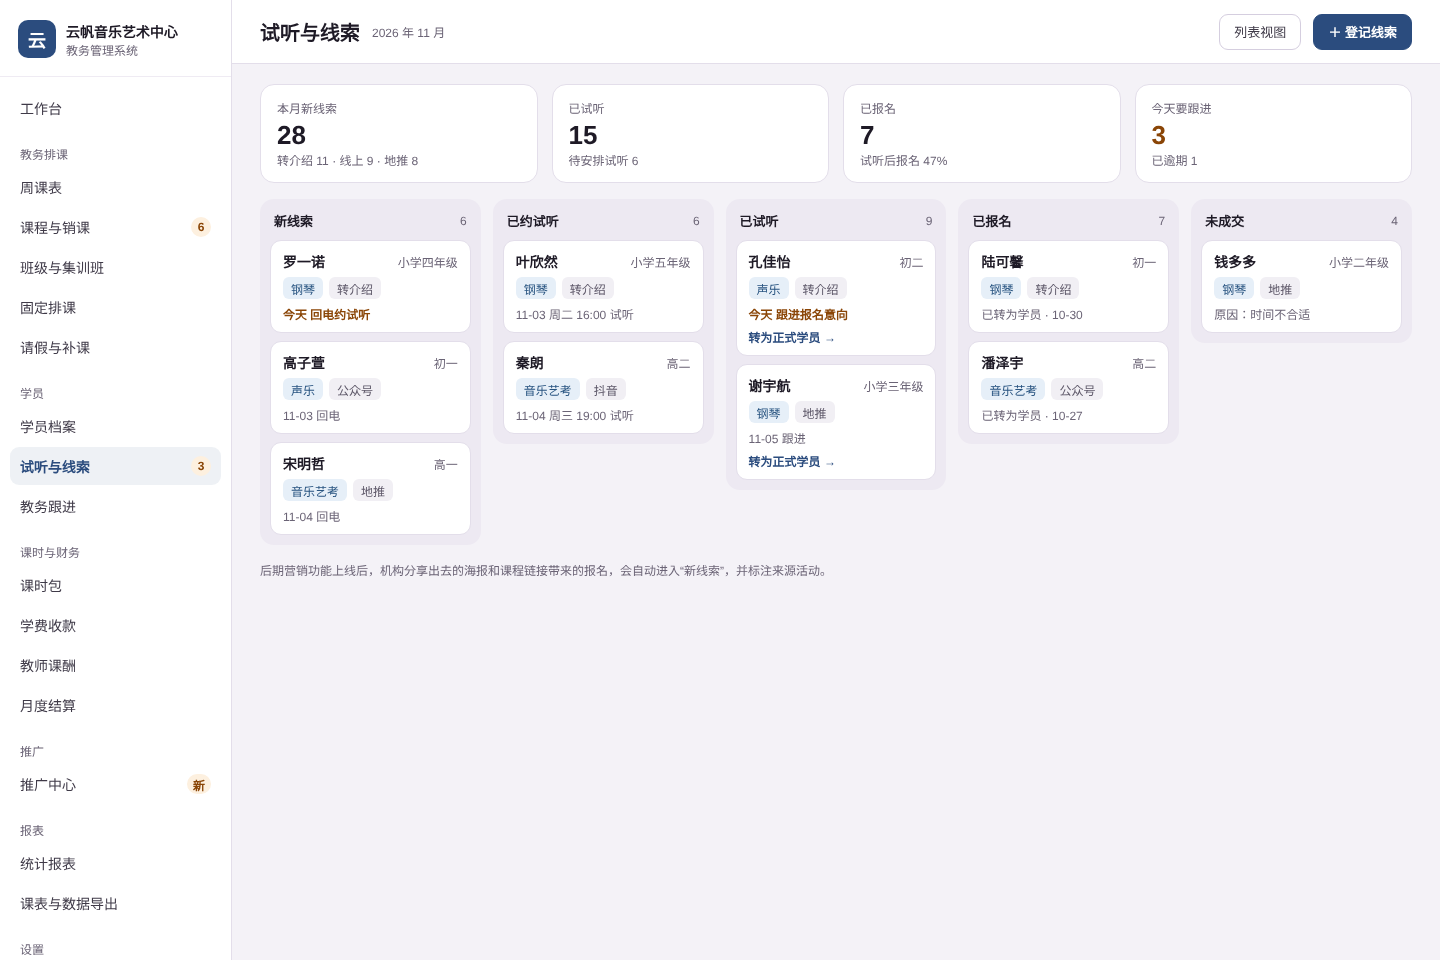 云
云帆音乐艺术中心
教务管理系统
工作台
教务排课
周课表
课程与销课 6
班级与集训班
固定排课
请假与补课
学员
学员档案
试听与线索 3
教务跟进
课时与财务
课时包
学费收款
教师课酬
月度结算
推广
推广中心 新
报表
统计报表
课表与数据导出
设置
试听与线索 2026 年 11 月
列表视图
＋ 登记线索
本月新线索
28
转介绍 11 · 线上 9 · 地推 8
已试听
15
待安排试听 6
已报名
7
试听后报名 47%
今天要跟进
3
已逾期 1
新线索 6
罗一诺 小学四年级
钢琴 转介绍
今天 回电约试听
高子萱 初一
声乐 公众号
11-03 回电
宋明哲 高一
音乐艺考 地推
11-04 回电
已约试听 6
叶欣然 小学五年级
钢琴 转介绍
11-03 周二 16:00 试听
秦朗 高二
音乐艺考 抖音
11-04 周三 19:00 试听
已试听 9
孔佳怡 初二
声乐 转介绍
今天 跟进报名意向
转为正式学员 →
谢宇航 小学三年级
钢琴 地推
11-05 跟进
转为正式学员 →
已报名 7
陆可馨 初一
钢琴 转介绍
已转为学员 · 10-30
潘泽宇 高二
音乐艺考 公众号
已转为学员 · 10-27
未成交 4
钱多多 小学二年级
钢琴 地推
原因：时间不合适
后期营销功能上线后，机构分享出去的海报和课程链接带来的报名，会自动进入“新线索”，并标注来源活动。